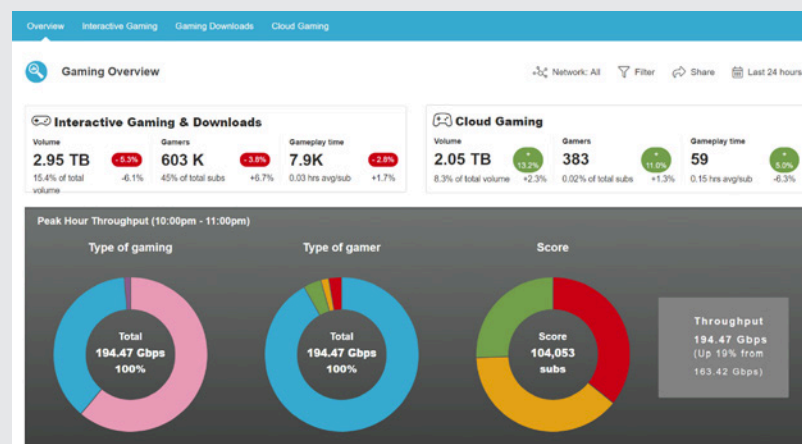 Overview Interactive Gaming Gaming Downloads Cloud Gaming
Gaming Overview
Network: All Filter Share Last 24 hours
Interactive Gaming & Downloads
Volume Gamers Gameplay time
2.95 TB - 5.3% 603 K - 3.8% 7.9K - 2.8%
15.4% of total volume -6.1% 45% of total subs +6.7% 0.03 hrs avg/sub +1.7%
Cloud Gaming
Volume Gamers Gameplay time
2.05 TB + 13.2% 383 + 11.0% 59 + 5.0%
8.3% of total volume +2.3% 0.02% of total subs +1.3% 0.15 hrs avg/sub -6.3%
Peak Hour Throughput (10:00pm - 11:00pm)
Type of gaming Type of gamer Score
Total
194.47 Gbps
100%
Total
194.47 Gbps
100%
Score
104,053
subs
Throughput
194.47 Gbps
(Up 19% from
163.42 Gbps)